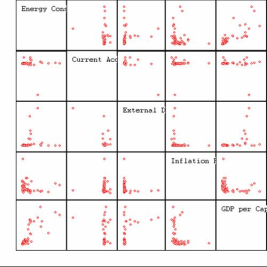 Energy Cons
Current Acc
External D
Inflation
GDP per Cap